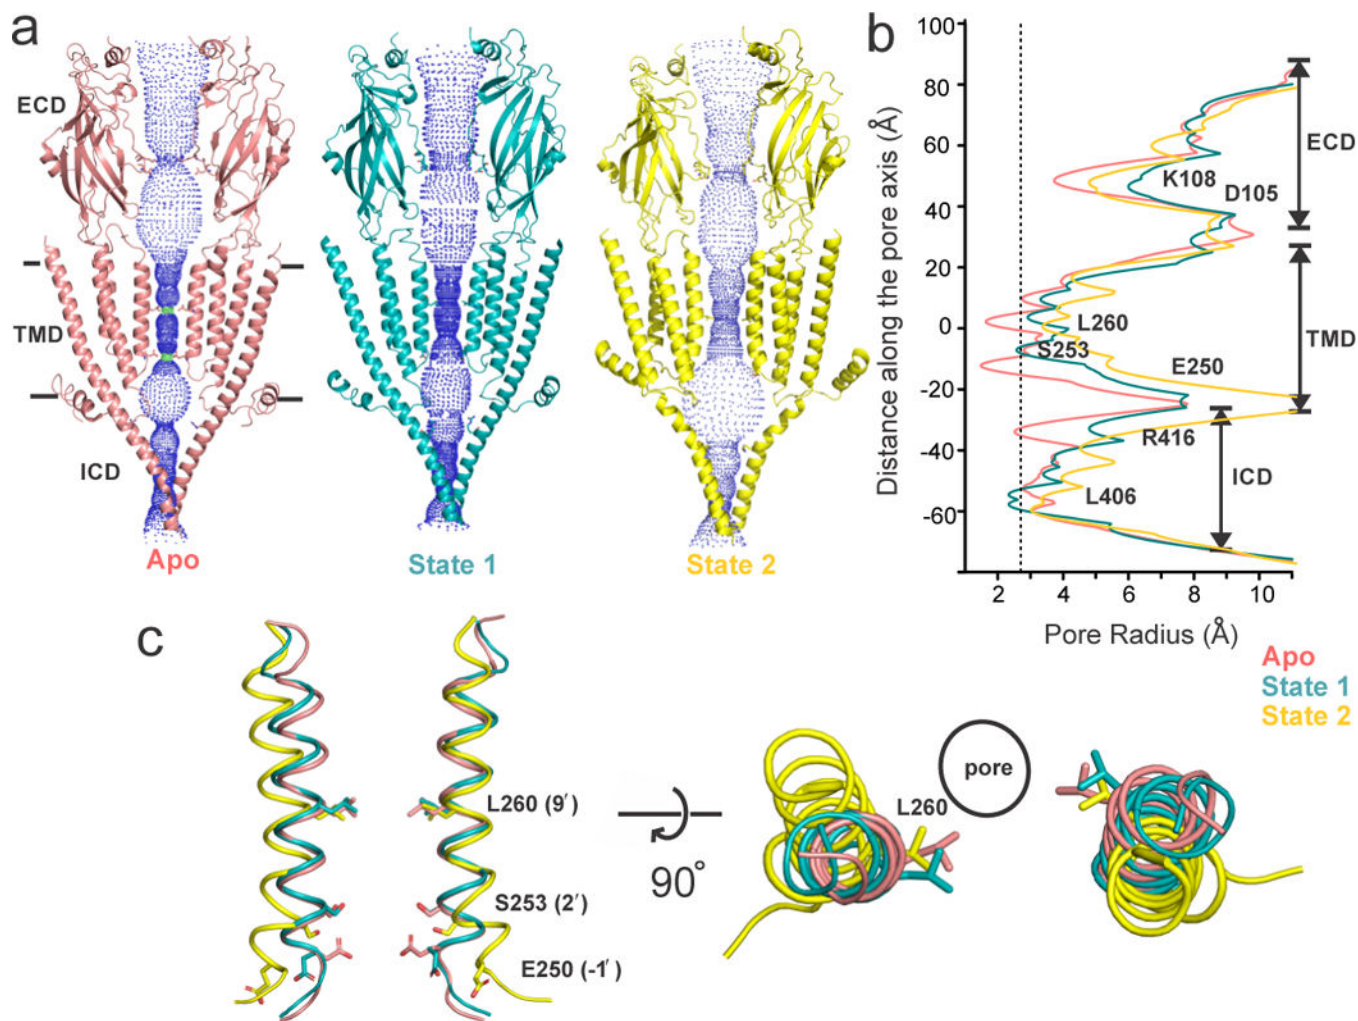 a
ECD
TMD
ICD
Apo
State 1
State 2
b
Distance along the pore axis (Å)
100
80
60
40
20
0
-20
-40
-60
K108
D105
L260
S253
E250
R416
L406
ECD
TMD
ICD
2
4
6
8
10
Pore Radius (Å)
Apo
State 1
State 2
c
L260 (9′)
S253 (2′)
E250 (-1′)
90°
L260
pore